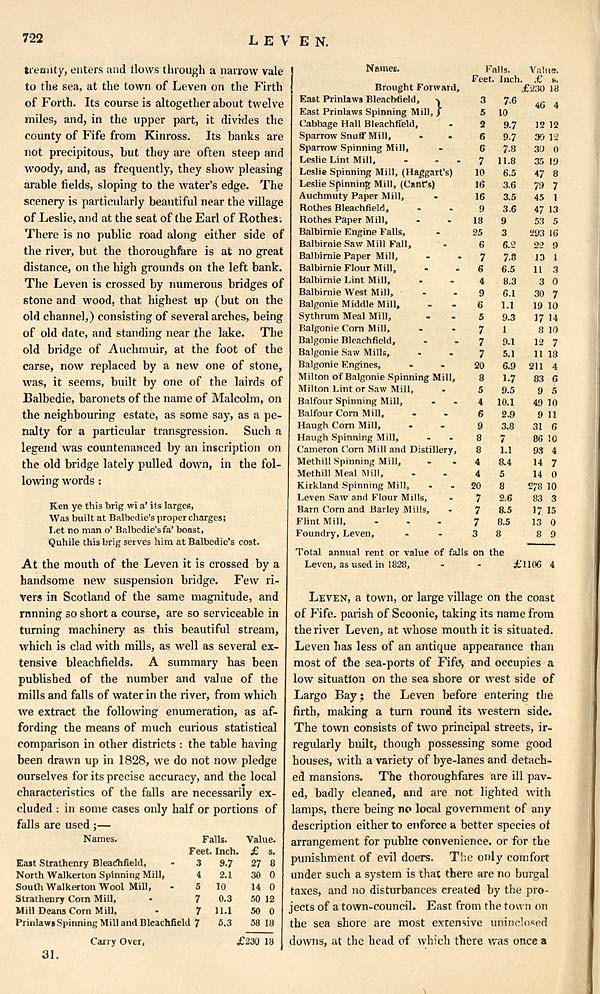 722
LEVEN.
tremity, enters and flows through a narrow vale
to the sea, at the town of Leven on the Firth
of Forth. Its course is altogether about twelve
miles, and, in the upper part, it divides the
county of Fife from Kinross. Its banks are
not precipitous, but they are often steep and
woody, and, as frequently, they show pleasing
arable fields, sloping to the water's edge. The
scenery is particularly beautiful near the village
of Leslie, and at the seat of the Earl of Rothes.
There is no public road along either side of
the river, but the thoroughfare is at no great
distance, on the high grounds on the left bank.
The Leven is crossed by numerous bridges of
stone and wood, that highest up (but on the
old channel,) consisting of several arches, being
of old date, and standing near the lake. The
old bridge of Auchmuir, at the foot of the
carse, now replaced by a new one of stone,
was, it seems, built by one of the lairds of
Balbedie, baronets of the name of Malcolm, on
the neighbouring estate, as some say, as a pe-
nalty for a particular transgression. Such a
legend was countenanced by an inscription on
the old bridge lately pulled down, in the fol-
lowing words :
Ken ye this brig wi a' its larges,
Was built at Balbedie's proper charges;
Let no man o' Balbedie's fa' boast,
Quhile this brig serves him at Balbedie's cost.
At the mouth of the Leven it is crossed by a
handsome new suspension bridge. Few ri-
vers in Scotland of the same magnitude, and
running so short a course, are so serviceable in
turning machinery as this beautiful stream,
which is clad with mills, as well as several ex-
tensive bleachfields. A summary has been
published of the number and value of the
mills and falls of water in the river, from which
we extract the following enumeration, as af-
fording the means of much curious statistical
comparison in other districts : the table having
been drawn up in 1828, we do not now pledge
ourselves for its precise accuracy, and the local
characteristics of the falls are necessarily ex-
cluded : in some cases only half or portions of
falls are used ;—
Names. Falls. Value.
Feet. Inch. £ s.
East Strathenry Bleachfield, - 3 9.7 27 8
North Walkerton Spinning Mill, 4 2.1 30 0
South Walkerton Wool Mill, - 5 10 14 0
Strathenry Corn Mill, - 7 0.3 50 12
Mill Deans Corn Mill, - 7 11.1 50 0
Prinlaws Spinning Mill and Bleachfield 7 5.3 58 18
Carry Over, £230 18
31.
Names. Falls. Value.
Feet. Inch. £ s.
Brought Forward, £230 18
East Prinlaws Bleachfield, } 3 7.6 46 4
East Prinlaws Spinning Mill, } 5 10
Cabbage Hall Bleachfield, - 2 9.7 12 12
Sparrow Snuff Mill, - - 6 9.7 36 12
Sparrow Spinning Mill, - 6 7.8 30 0
Leslie Lint Mill, - - - 7 11.8 35 19
Leslie Spinning Mill, (Haggart's) 10 6.5 47 8
Leslie Spinning Mill, (Cant's) 16 3.6 79 7
Auchmuty Paper Mill, - 16 3.5 45 1
Rothes Bleachfield, - - 9 3.6 47 13
Rothes Paper Mill, - - 18 9 53 5
Balbirnie Engine Falls, - 25 3 293 16
Balbirnie Saw Mill Fall, - 6 6.2 22 9
Balbirnie Paper Mill, - - 7 7.8 13 1
Balbirnie Flour Mill, - - 6 6.5 11 3
Balbirnie Lint Mill, - - 4 8.3 3 0
Balbirnie West Mill, - - 9 6.1 30 7
Balgonie Middle Mill, - - 6 1.1 19 10
Sythrum Meal Mill, - - 5 9.3 17 14
Balgonie Corn Mill, - - 7 1 8 10
Balgonie Bleachfield, - - 7 9.1 12 7
Balgonie Saw Mills, - - 7 5.1 11 18
Balgonie Engines, - - 20 6.9 211 4
Milton of Balgonie Spinning Mill, 8 1.7 83 6
Milton Lint or Saw Mill, - 5 9.5 9 5
Balfour Spinning Mill, - - 4 10.1 49 10
Balfour Corn Mill, - - 6 2.9 9 11
Haugh Corn Mill, - - 9 3.8 31 6
Haugh Spinning Mill, - - 8 7 86 10
Cameron Corn Mill and Distillery, 8 1.1 93 4
Methill Spinning Mill, - - 4 8.4 14 7
Methill Meal Mill, - - 4 5 14 0
Kirkland Spinning Mill, - - 20 8 278 10
Leven Saw and Flour Mills, - 7 2.6 83 3
Barn Corn and Barley Mills, - 7 8.5 17 15
Flint Mill, - - - 7 8.5 13 0
Foundry, Leven, - - 3 8 8 9
Total annual rent or value of falls on the
Leven, as used in 1828, - - £1106 4
LEVEN, a town, or large village on the coast
of Fife. parish of Scoonie, taking its name from
the river Leven, at whose mouth it is situated.
Leven has less of an antique appearance than
most of the sea-ports of Fife, and occupies a
low situation on the sea shore or west side of
Largo Bay; the Leven before entering the
firth, making a turn round its western side.
The town consists of two principal streets, ir-
regularly built, though possessing some good
houses, with a variety of bye-lanes and detach-
ed mansions. The thoroughfares are ill pav-
ed, badly cleaned, and are not lighted with
lamps, there being no local government of any
description either to enforce a better species of
arrangement for public convenience. or for the
punishment of evil doers. The only comfort
under such a system is that there are no burgal
taxes, and no disturbances created by the pro-
jects of a town-council. East from the town on
the sea shore are most extensive uninclosed
downs, at the head of which there was once a